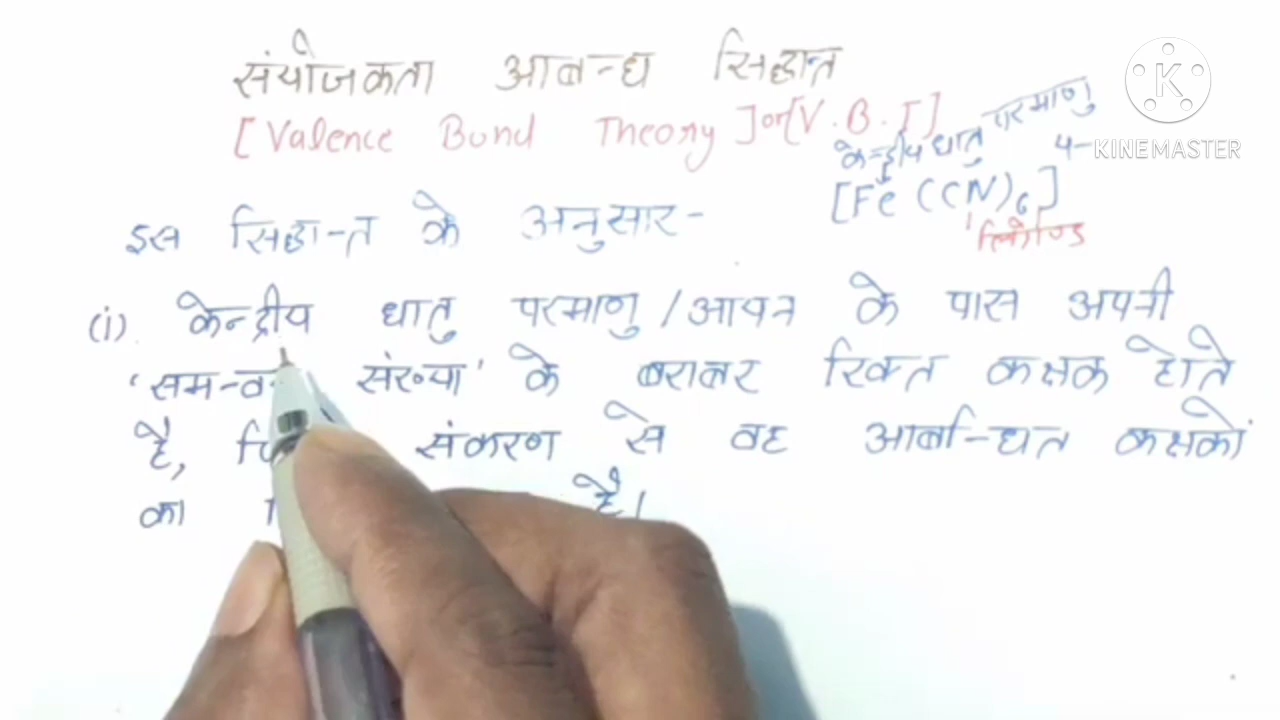 संयोजकता आबन्ध सिद्धान्त
[Valence Bond Theory] or [V.B.T]
केन्द्रीय धातु परमाणु
[Fe(CN)6]4-
लिगेण्ड
इस सिद्धान्त के अनुसार-
(i) केन्द्रीय धातु परमाणु/आयन के पास अपनी
संख्या' के बराबर रिक्त कक्षक होते
है, संकरण से वह आबन्धित कक्षकों
का है।
KINEMASTER